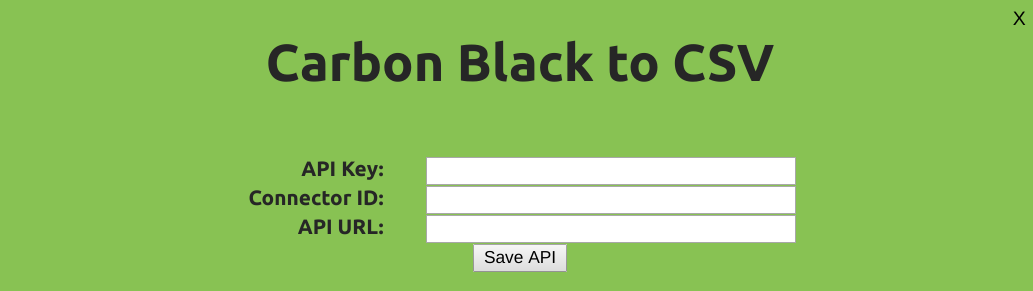 X
Carbon Black to CSV
API Key:
Connector ID:
API URL:
Save API